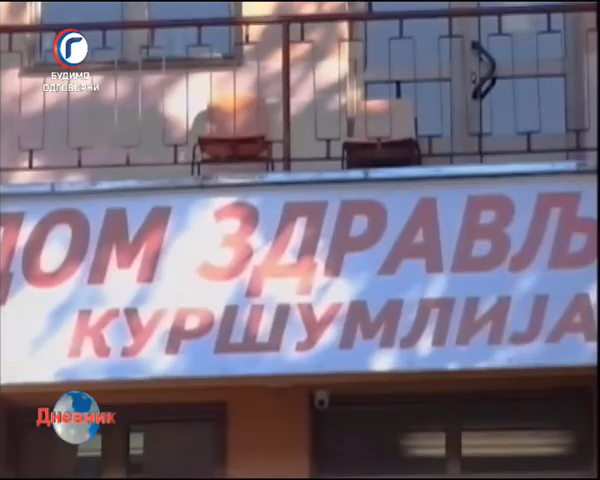 БУДИМО
ОДГОВОРНИ
ДОМ ЗДРАВЉ
КУРШУМЛИЈА
Дневник